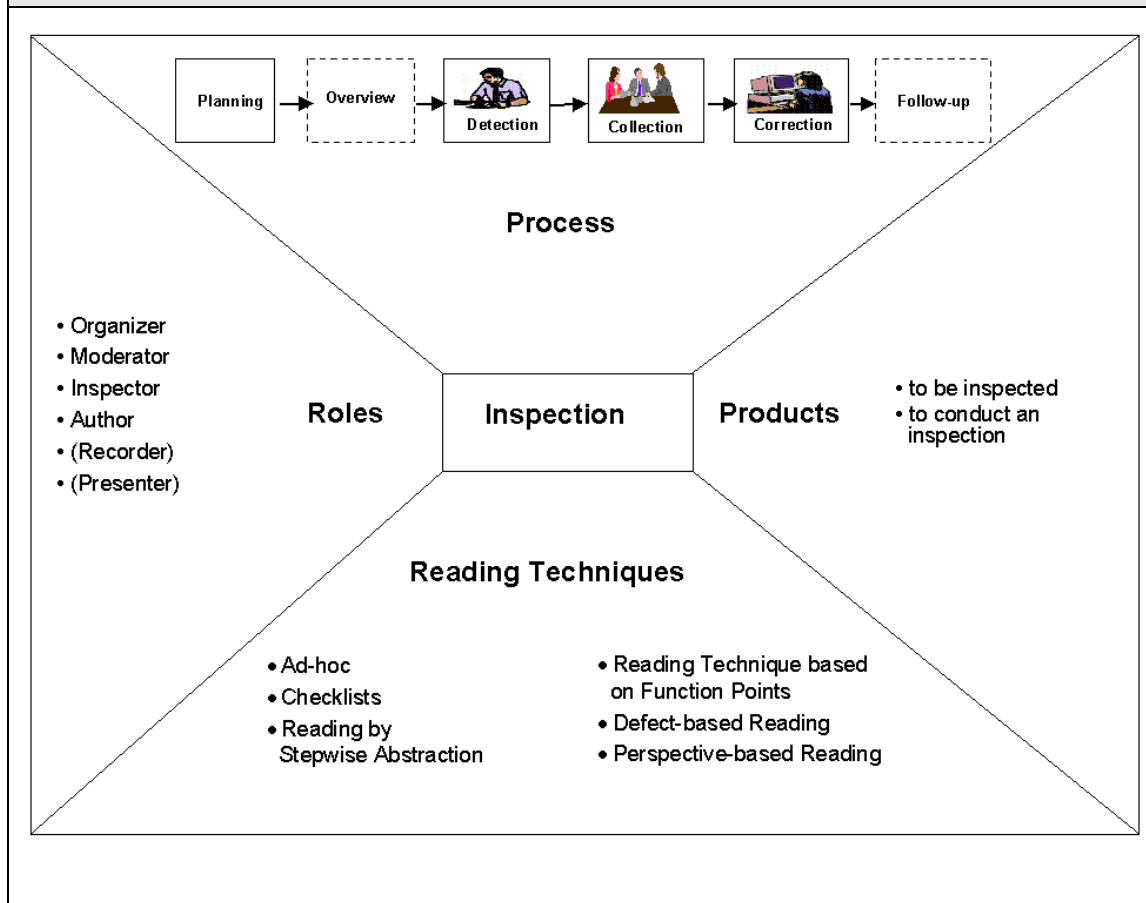 Planning
Overview
Detection
Collection
Correction
Follow-up
Process
• Organizer
• Moderator
• Inspector
• Author
• (Recorder)
• (Presenter)
Roles
Inspection
Products
• to be inspected
• to conduct an
inspection
Reading Techniques
• Ad-hoc
• Checklists
• Reading by
Stepwise Abstraction
• Reading Technique based
on Function Points
• Defect-based Reading
• Perspective-based Reading